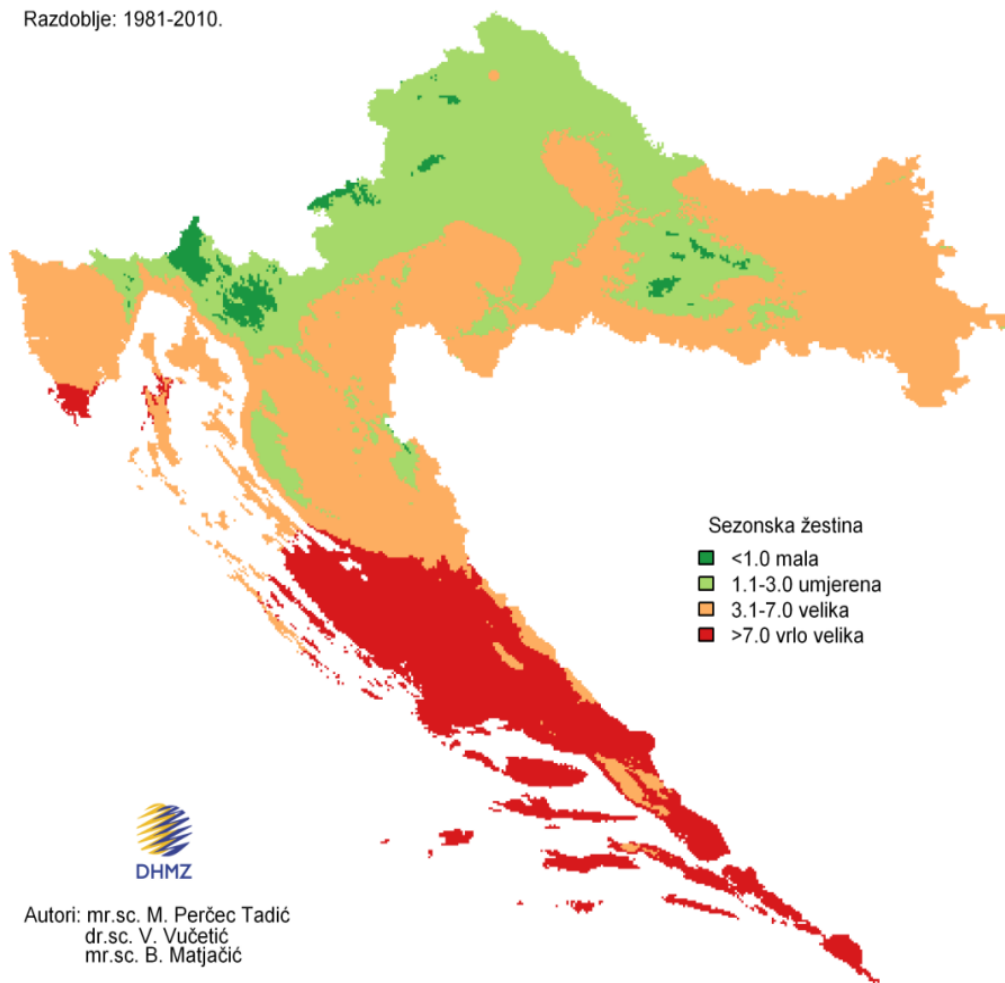 Razdoblje: 1981-2010.
Sezonska žestina
<1.0 mala
1.1-3.0 umjerena
3.1-7.0 velika
>7.0 vrlo velika
DHMZ
Autori: mr.sc. M. Perčec Tadić
dr.sc. V. Vučetić
mr.sc. B. Matjačić